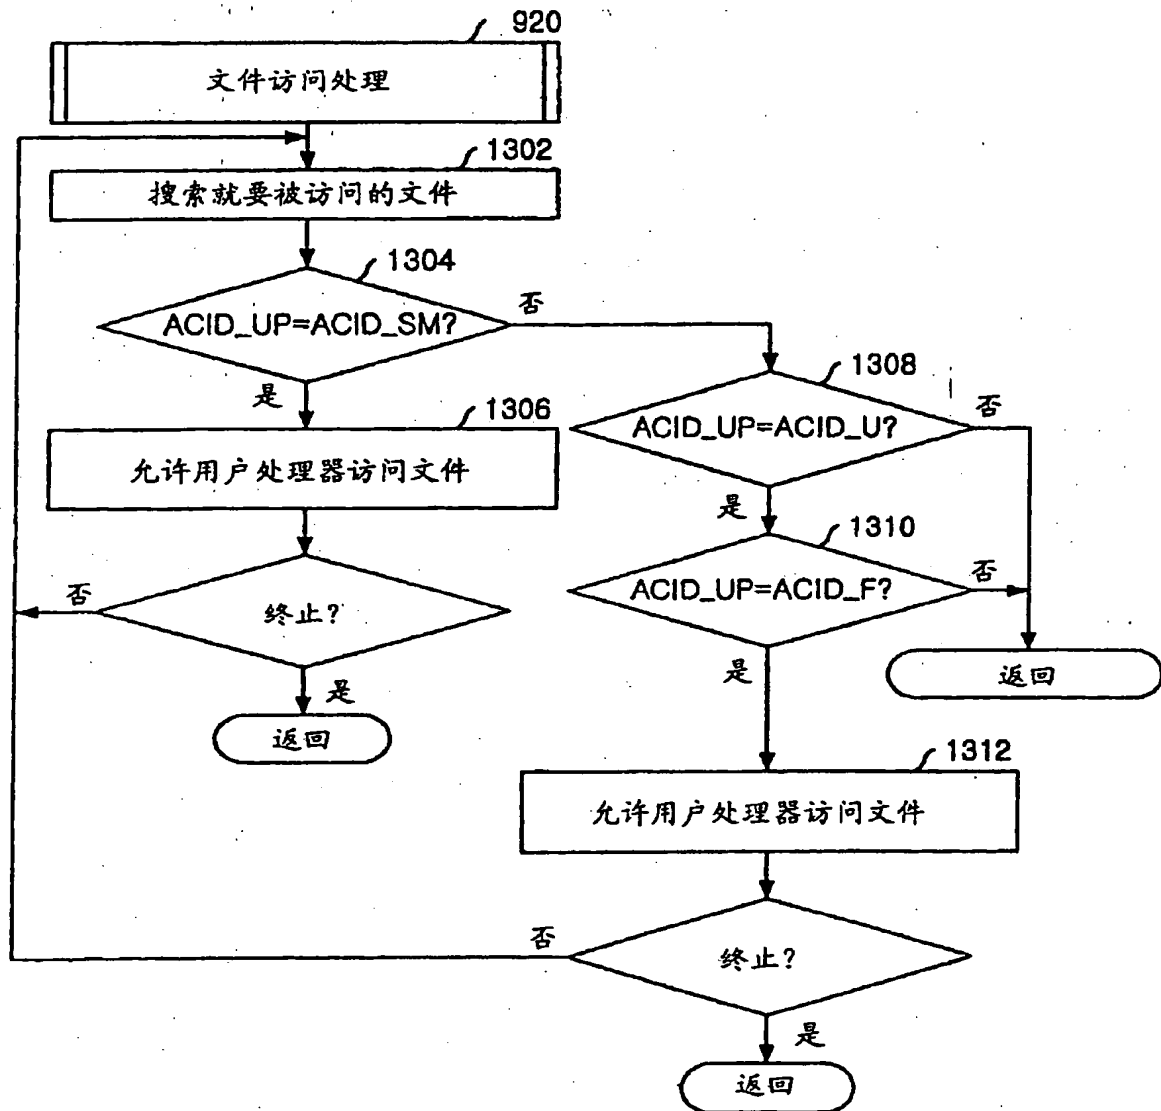 920
文件访问处理
1302
搜索就要被访问的文件
1304
ACID_UP=ACID_SM?
否
是
1306
允许用户处理器访问文件
终止?
否
是
返回
1308
ACID_UP=ACID_U?
否
是
1310
ACID_UP=ACID_F?
否
是
返回
1312
允许用户处理器访问文件
终止?
否
是
返回